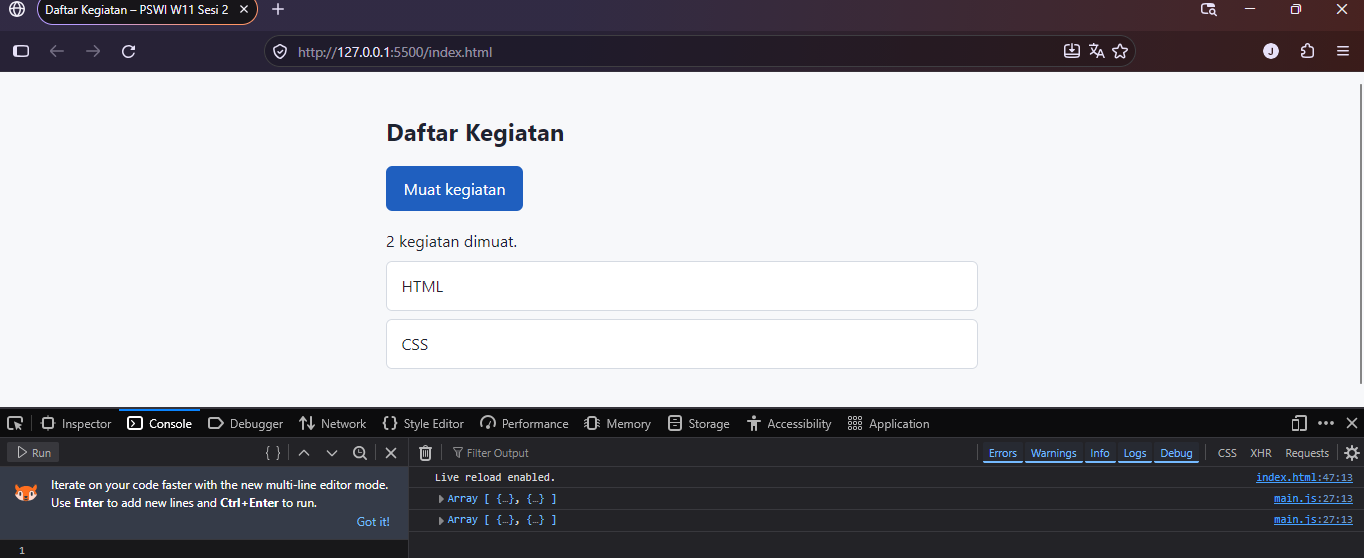 Daftar Kegiatan – PSWI W11 Sesi 2
http://127.0.0.1:5500/index.html
J
Daftar Kegiatan
Muat kegiatan
2 kegiatan dimuat.
HTML
CSS
Inspector Console Debugger Network Style Editor Performance Memory Storage Accessibility Application
Run
Filter Output
Errors Warnings Info Logs Debug CSS XHR Requests
Iterate on your code faster with the new multi-line editor mode.
Use Enter to add new lines and Ctrl+Enter to run.
Got it!
1
Live reload enabled. index.html:47:13
Array [ {…}, {…} ] main.js:27:13
Array [ {…}, {…} ] main.js:27:13